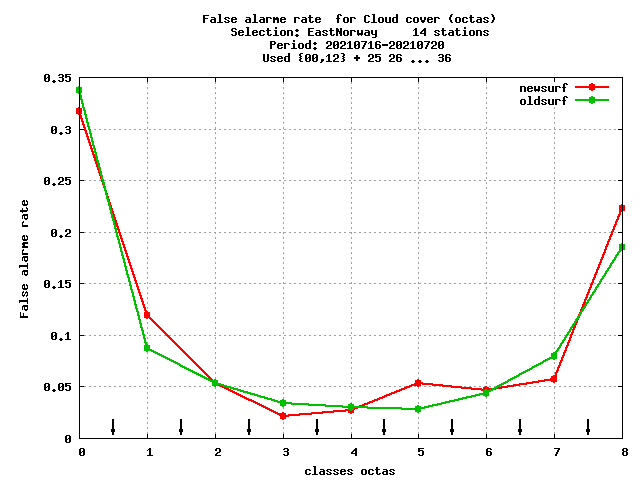 False alarme rate  for Cloud cover (octas)
Selection: EastNorway     14 stations
Period: 20210716-20210720
Used {00,12} + 25 26 ... 36
newsurf
oldsurf
0.35
0.3
0.25
0.2
0.15
0.1
0.05
0
False alarme rate
0 1 2 3 4 5 6 7 8
classes octas